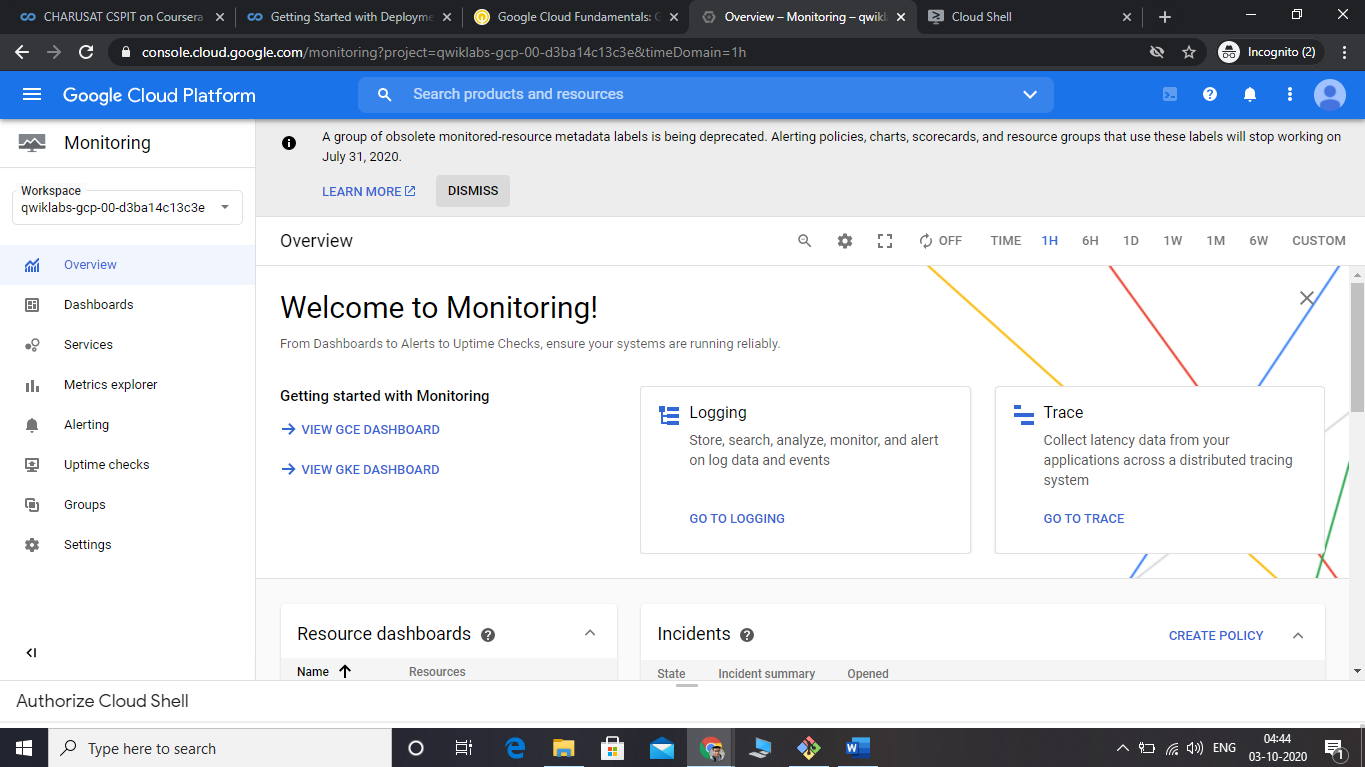 CHARUSAT CSPIT on Coursera
Getting Started with Deployme
Google Cloud Fundamentals: G
Overview – Monitoring – qwikl
Cloud Shell
console.cloud.google.com/monitoring?project=qwiklabs-gcp-00-d3ba14c13c3e&timeDomain=1h
Incognito (2)
Google Cloud Platform
Search products and resources
Monitoring
Workspace
qwiklabs-gcp-00-d3ba14c13c3e
Overview
Dashboards
Services
Metrics explorer
Alerting
Uptime checks
Groups
Settings
A group of obsolete monitored-resource metadata labels is being deprecated. Alerting policies, charts, scorecards, and resource groups that use these labels will stop working on
July 31, 2020.
LEARN MORE
DISMISS
Overview
OFF TIME 1H 6H 1D 1W 1M 6W CUSTOM
Welcome to Monitoring!
From Dashboards to Alerts to Uptime Checks, ensure your systems are running reliably.
Getting started with Monitoring
VIEW GCE DASHBOARD
VIEW GKE DASHBOARD
Logging
Store, search, analyze, monitor, and alert
on log data and events
GO TO LOGGING
Trace
Collect latency data from your
applications across a distributed tracing
system
GO TO TRACE
Resource dashboards
Name Resources
Incidents
CREATE POLICY
State Incident summary Opened
Authorize Cloud Shell
Type here to search
ENG
04:44
03-10-2020
1